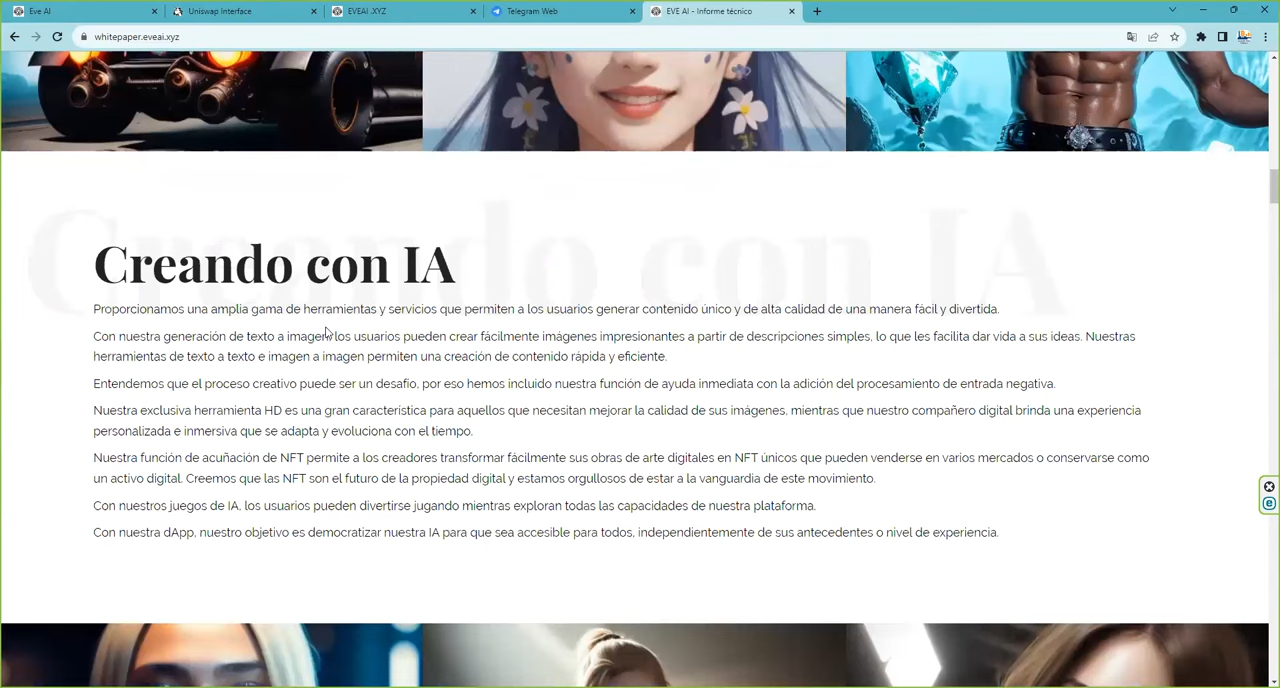 Eve AI
Uniswap Interface
EVEAI .XYZ
Telegram Web
EVE AI - Informe técnico
whitepaper.eveai.xyz
Creando con IA
Creando con IA
Proporcionamos una amplia gama de herramientas y servicios que permiten a los usuarios generar contenido único y de alta calidad de una manera fácil y divertida.
Con nuestra generación de texto a imagen, los usuarios pueden crear fácilmente imágenes impresionantes a partir de descripciones simples, lo que les facilita dar vida a sus ideas. Nuestras
herramientas de texto a texto e imagen a imagen permiten una creación de contenido rápida y eficiente.
Entendemos que el proceso creativo puede ser un desafío, por eso hemos incluido nuestra función de ayuda inmediata con la adición del procesamiento de entrada negativa.
Nuestra exclusiva herramienta HD es una gran característica para aquellos que necesitan mejorar la calidad de sus imágenes, mientras que nuestro compañero digital brinda una experiencia
personalizada e inmersiva que se adapta y evoluciona con el tiempo.
Nuestra función de acuñación de NFT permite a los creadores transformar fácilmente sus obras de arte digitales en NFT únicos que pueden venderse en varios mercados o conservarse como
un activo digital. Creemos que las NFT son el futuro de la propiedad digital y estamos orgullosos de estar a la vanguardia de este movimiento.
Con nuestros juegos de IA, los usuarios pueden divertirse jugando mientras exploran todas las capacidades de nuestra plataforma.
Con nuestra dApp, nuestro objetivo es democratizar nuestra IA para que sea accesible para todos, independientemente de sus antecedentes o nivel de experiencia.